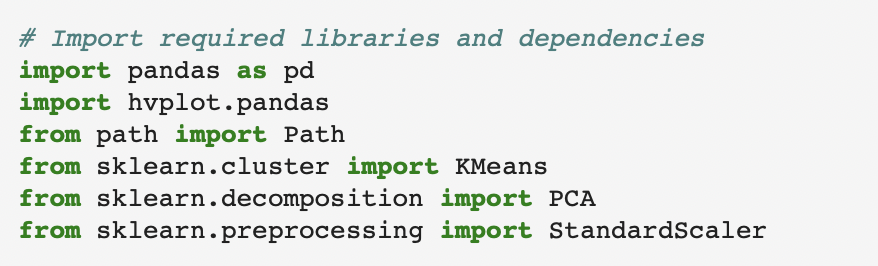 # Import required libraries and dependencies
import pandas as pd
import hvplot.pandas
from path import Path
from sklearn.cluster import KMeans
from sklearn.decomposition import PCA
from sklearn.preprocessing import StandardScaler